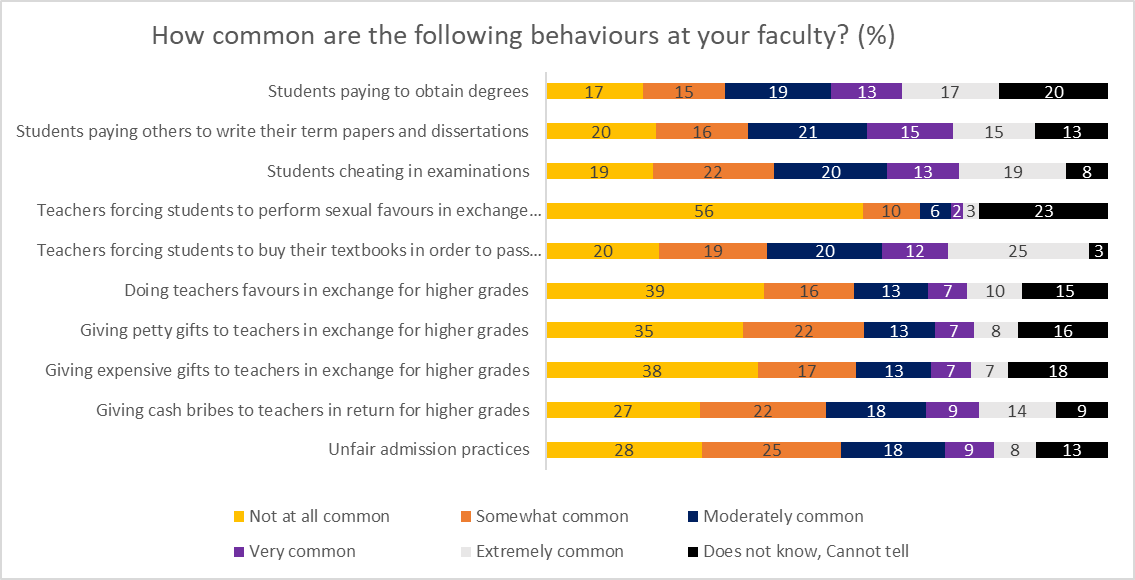 How common are the following behaviours at your faculty? (%)
Students paying to obtain degrees 17 15 19 13 17 20
Students paying others to write their term papers and dissertations 20 16 21 15 15 13
Students cheating in examinations 19 22 20 13 19 8
Teachers forcing students to perform sexual favours in exchange... 56 10 6 2 3 23
Teachers forcing students to buy their textbooks in order to pass... 20 19 20 12 25 3
Doing teachers favours in exchange for higher grades 39 16 13 7 10 15
Giving petty gifts to teachers in exchange for higher grades 35 22 13 7 8 16
Giving expensive gifts to teachers in exchange for higher grades 38 17 13 7 7 18
Giving cash bribes to teachers in return for higher grades 27 22 18 9 14 9
Unfair admission practices 28 25 18 9 8 13
Not at all common Somewhat common Moderately common
Very common Extremely common Does not know, Cannot tell